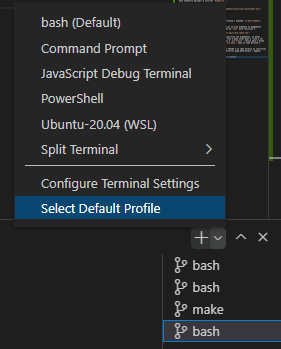 bash (Default)
Command Prompt
JavaScript Debug Terminal
PowerShell
Ubuntu-20.04 (WSL)
Split Terminal
Configure Terminal Settings
Select Default Profile
bash
bash
make
bash